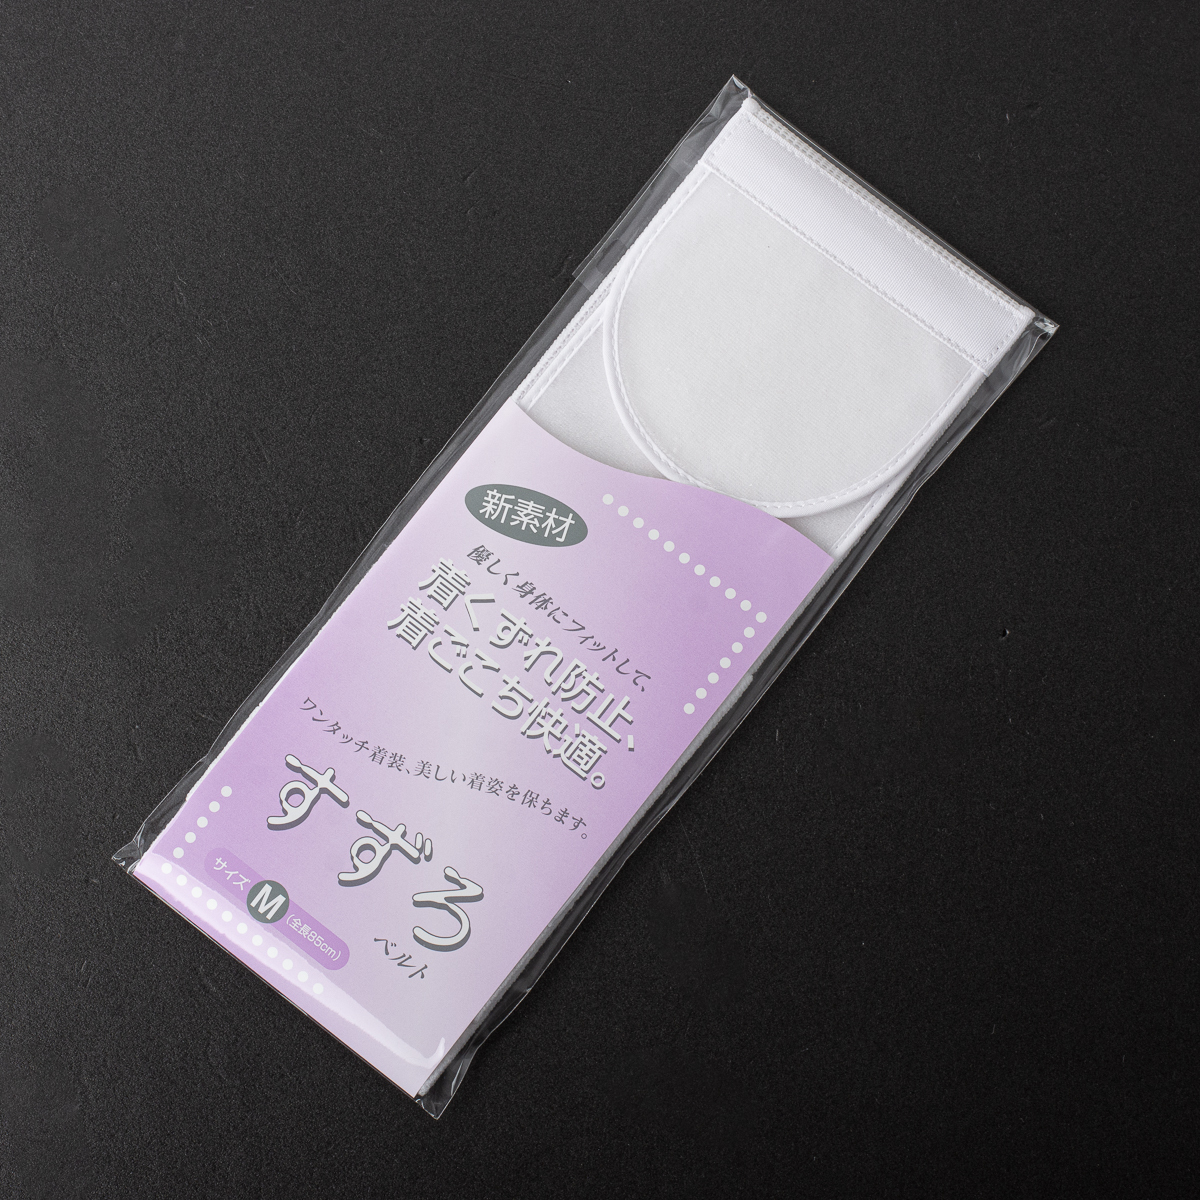 新素材
優しく身体にフィットして、
着くずれ防止、
着ごこち快適。
ワンタッチ着装、美しい着姿を保ちます。
すずろ
ベルト
サイズ M (全長85cm)